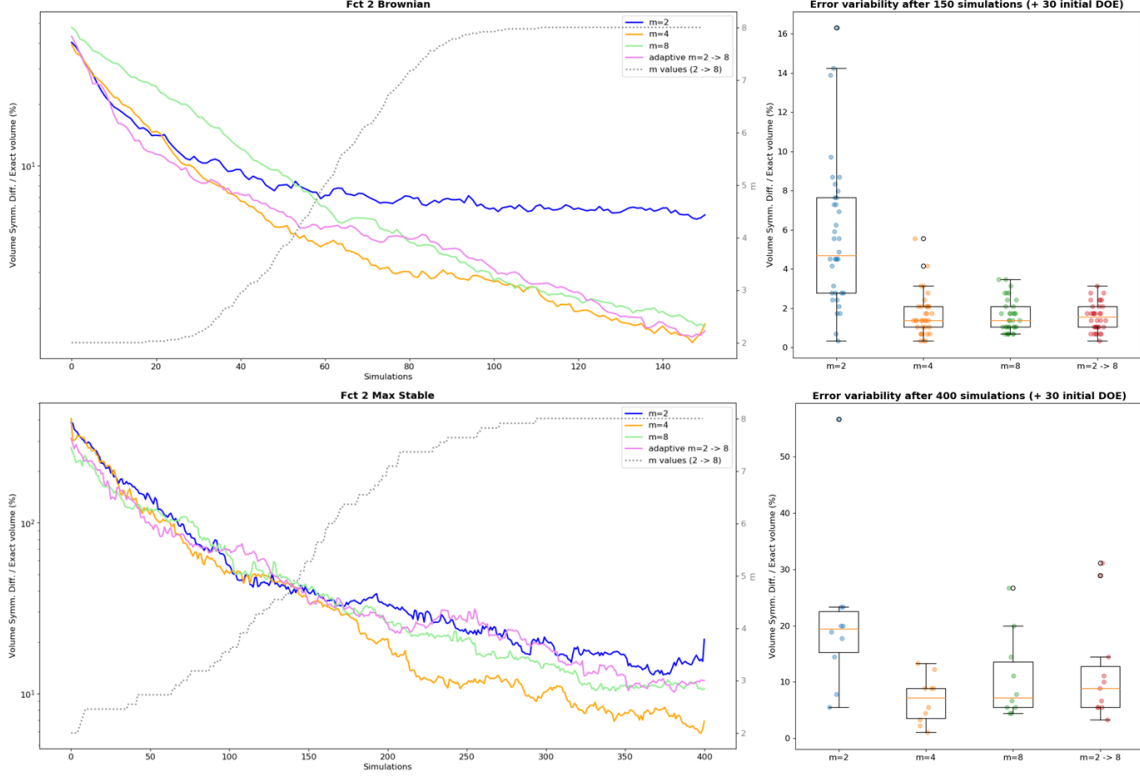 Fct 2 Brownian
Volume Symm. Diff. / Exact volume (%)
10¹
m=2
m=4
m=8
adaptive m=2 -> 8
m values (2 -> 8)
8
7
6
5
4
3
2
m
0 20 40 60 80 100 120 140
Simulations
Error variability after 150 simulations (+ 30 initial DOE)
Volume Symm. Diff. / Exact volume (%)
16
14
12
10
8
6
4
2
0
m=2 m=4 m=8 m=2 -> 8
Fct 2 Max Stable
Volume Symm. Diff. / Exact volume (%)
10²
10¹
m=2
m=4
m=8
adaptive m=2 -> 8
m values (2 -> 8)
8
7
6
5
4
3
2
m
0 50 100 150 200 250 300 350 400
Simulations
Error variability after 400 simulations (+ 30 initial DOE)
Volume Symm. Diff. / Exact volume (%)
50
40
30
20
10
0
m=2 m=4 m=8 m=2 -> 8